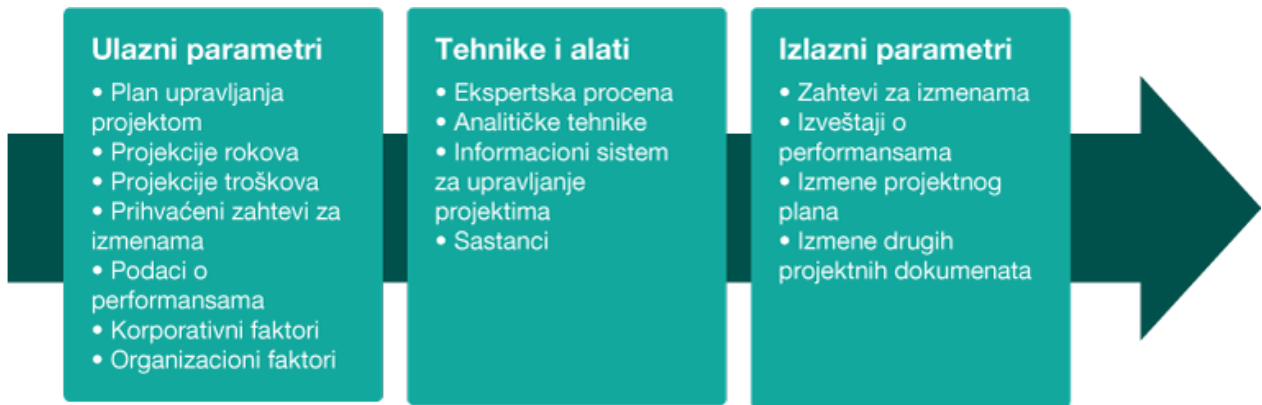 Ulazni parametri
• Plan upravljanja
projektom
• Projekcije rokova
• Projekcije troškova
• Prihvaćeni zahtevi za
izmenama
• Podaci o
performansama
• Korporativni faktori
• Organizacioni faktori
Tehnike i alati
• Ekspertska procena
• Analitičke tehnike
• Informacioni sistem
za upravljanje
projektima
• Sastanci
Izlazni parametri
• Zahtevi za izmenama
• Izveštaji o
performansama
• Izmene projektnog
plana
• Izmene drugih
projektnih dokumenata